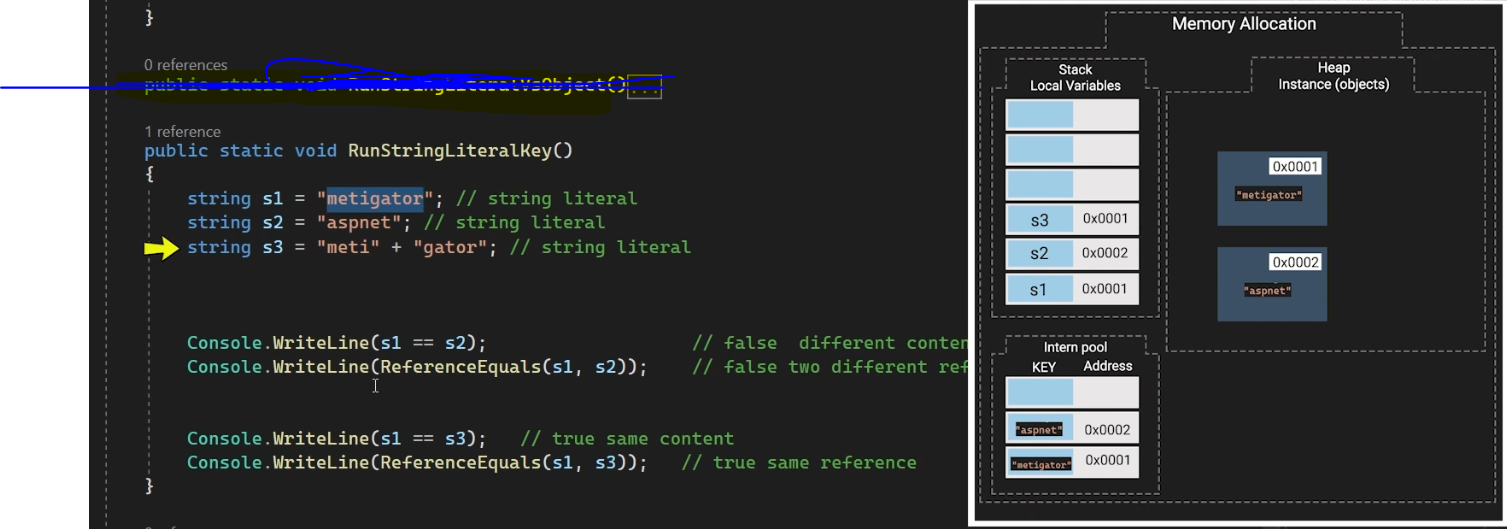 }
0 references
public static void RunStringLiteralVsObject()...
1 reference
public static void RunStringLiteralKey()
{
string s1 = "metigator"; // string literal
string s2 = "aspnet"; // string literal
string s3 = "meti" + "gator"; // string literal
Console.WriteLine(s1 == s2); // false  different conten
Console.WriteLine(ReferenceEquals(s1, s2)); // false two different ref
Console.WriteLine(s1 == s3); // true same content
Console.WriteLine(ReferenceEquals(s1, s3)); // true same reference
}
Memory Allocation
Stack
Local Variables
s3 0x0001
s2 0x0002
s1 0x0001
Heap
Instance (objects)
0x0001
"metigator"
0x0002
"aspnet"
Intern pool
KEY Address
"aspnet" 0x0002
"metigator" 0x0001